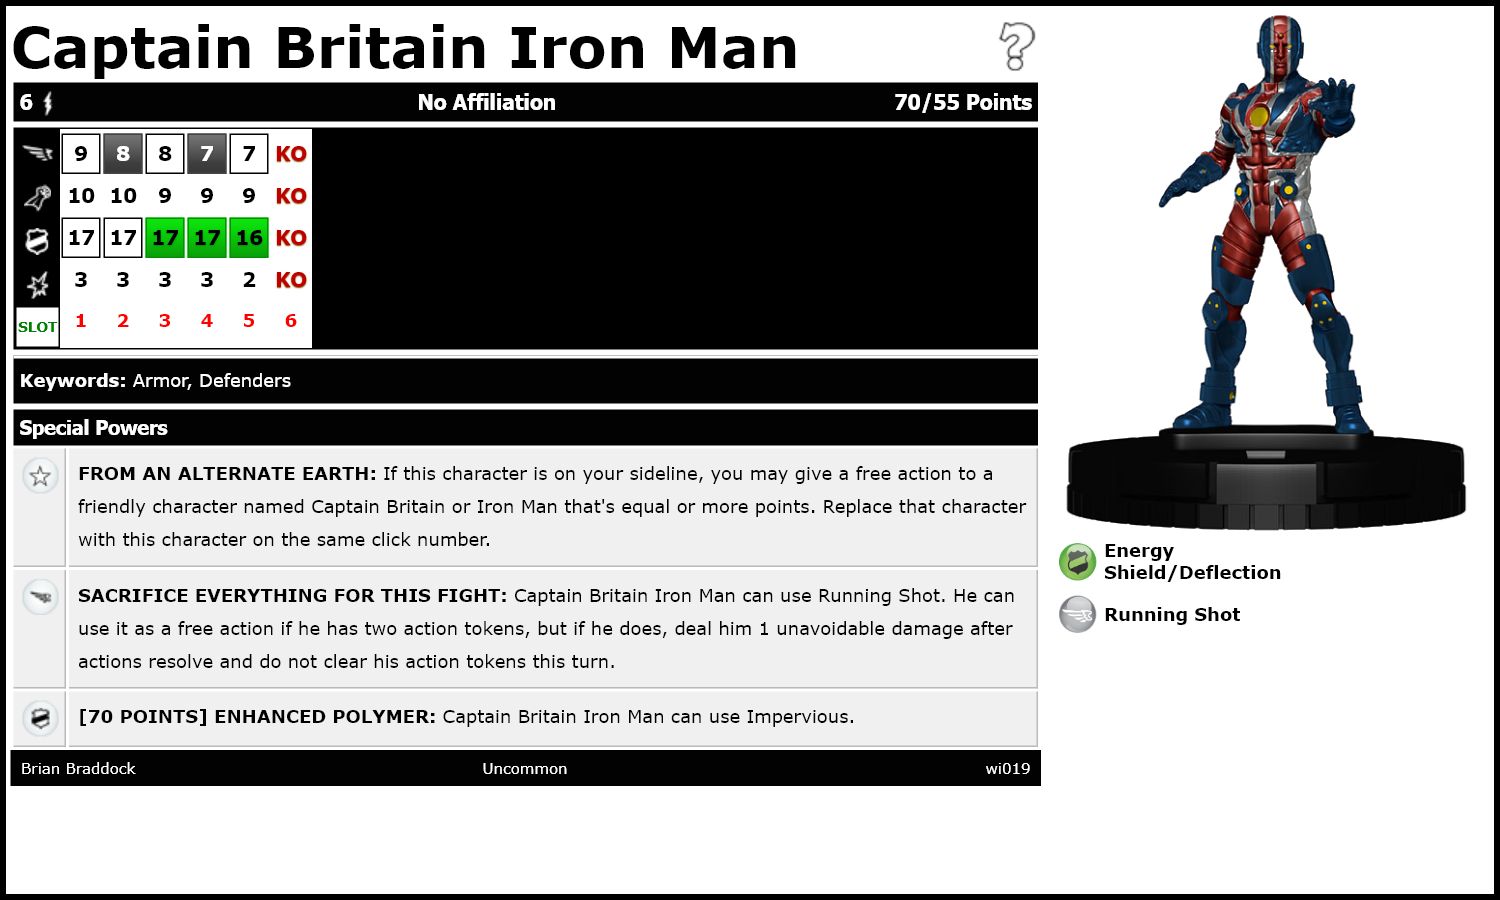 Captain Britain Iron Man
6 No Affiliation 70/55 Points
9 8 8 7 7 KO
10 10 9 9 9 KO
17 17 17 17 16 KO
3 3 3 3 2 KO
SLOT 1 2 3 4 5 6
Keywords: Armor, Defenders
Special Powers
FROM AN ALTERNATE EARTH: If this character is on your sideline, you may give a free action to a
friendly character named Captain Britain or Iron Man that's equal or more points. Replace that character
with this character on the same click number.
SACRIFICE EVERYTHING FOR THIS FIGHT: Captain Britain Iron Man can use Running Shot. He can
use it as a free action if he has two action tokens, but if he does, deal him 1 unavoidable damage after
actions resolve and do not clear his action tokens this turn.
[70 POINTS] ENHANCED POLYMER: Captain Britain Iron Man can use Impervious.
Brian Braddock Uncommon wi019
Energy
Shield/Deflection
Running Shot